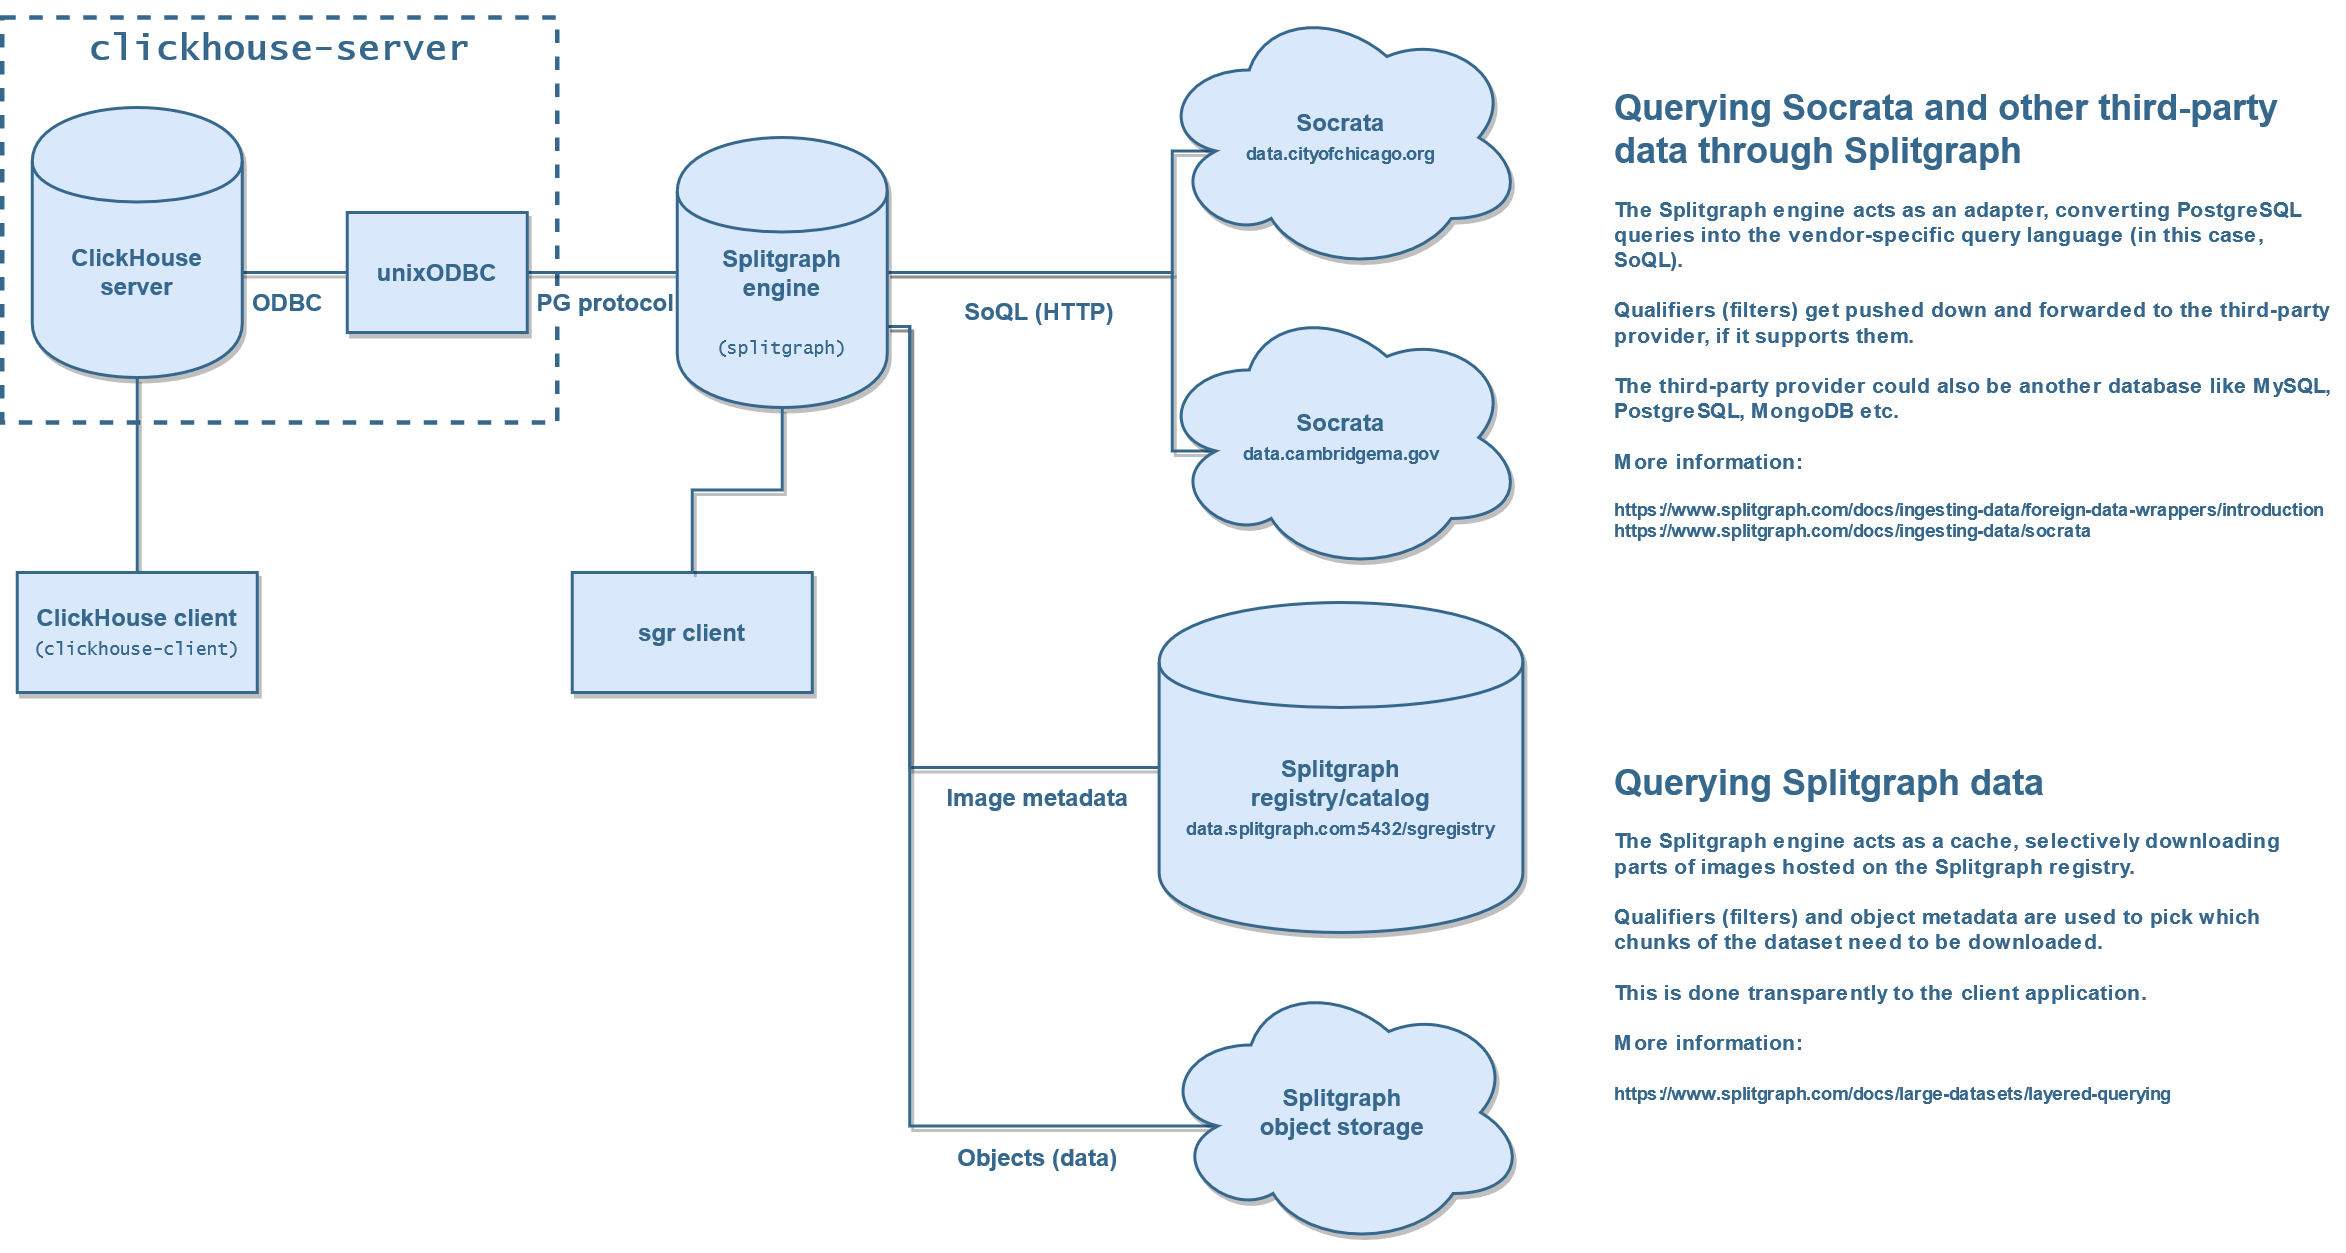 clickhouse-server
ClickHouse
server
ODBC
unixODBC
PG protocol
Splitgraph
engine
(splitgraph)
SoQL (HTTP)
Socrata
data.cityofchicago.org
Socrata
data.cambridgema.gov
ClickHouse client
(clickhouse-client)
sgr client
Image metadata
Splitgraph
registry/catalog
data.splitgraph.com:5432/sgregistry
Objects (data)
Splitgraph
object storage
Querying Socrata and other third-party
data through Splitgraph
The Splitgraph engine acts as an adapter, converting PostgreSQL
queries into the vendor-specific query language (in this case,
SoQL).
Qualifiers (filters) get pushed down and forwarded to the third-party
provider, if it supports them.
The third-party provider could also be another database like MySQL,
PostgreSQL, MongoDB etc.
More information:
https://www.splitgraph.com/docs/ingesting-data/foreign-data-wrappers/introduction
https://www.splitgraph.com/docs/ingesting-data/socrata
Querying Splitgraph data
The Splitgraph engine acts as a cache, selectively downloading
parts of images hosted on the Splitgraph registry.
Qualifiers (filters) and object metadata are used to pick which
chunks of the dataset need to be downloaded.
This is done transparently to the client application.
More information:
https://www.splitgraph.com/docs/large-datasets/layered-querying